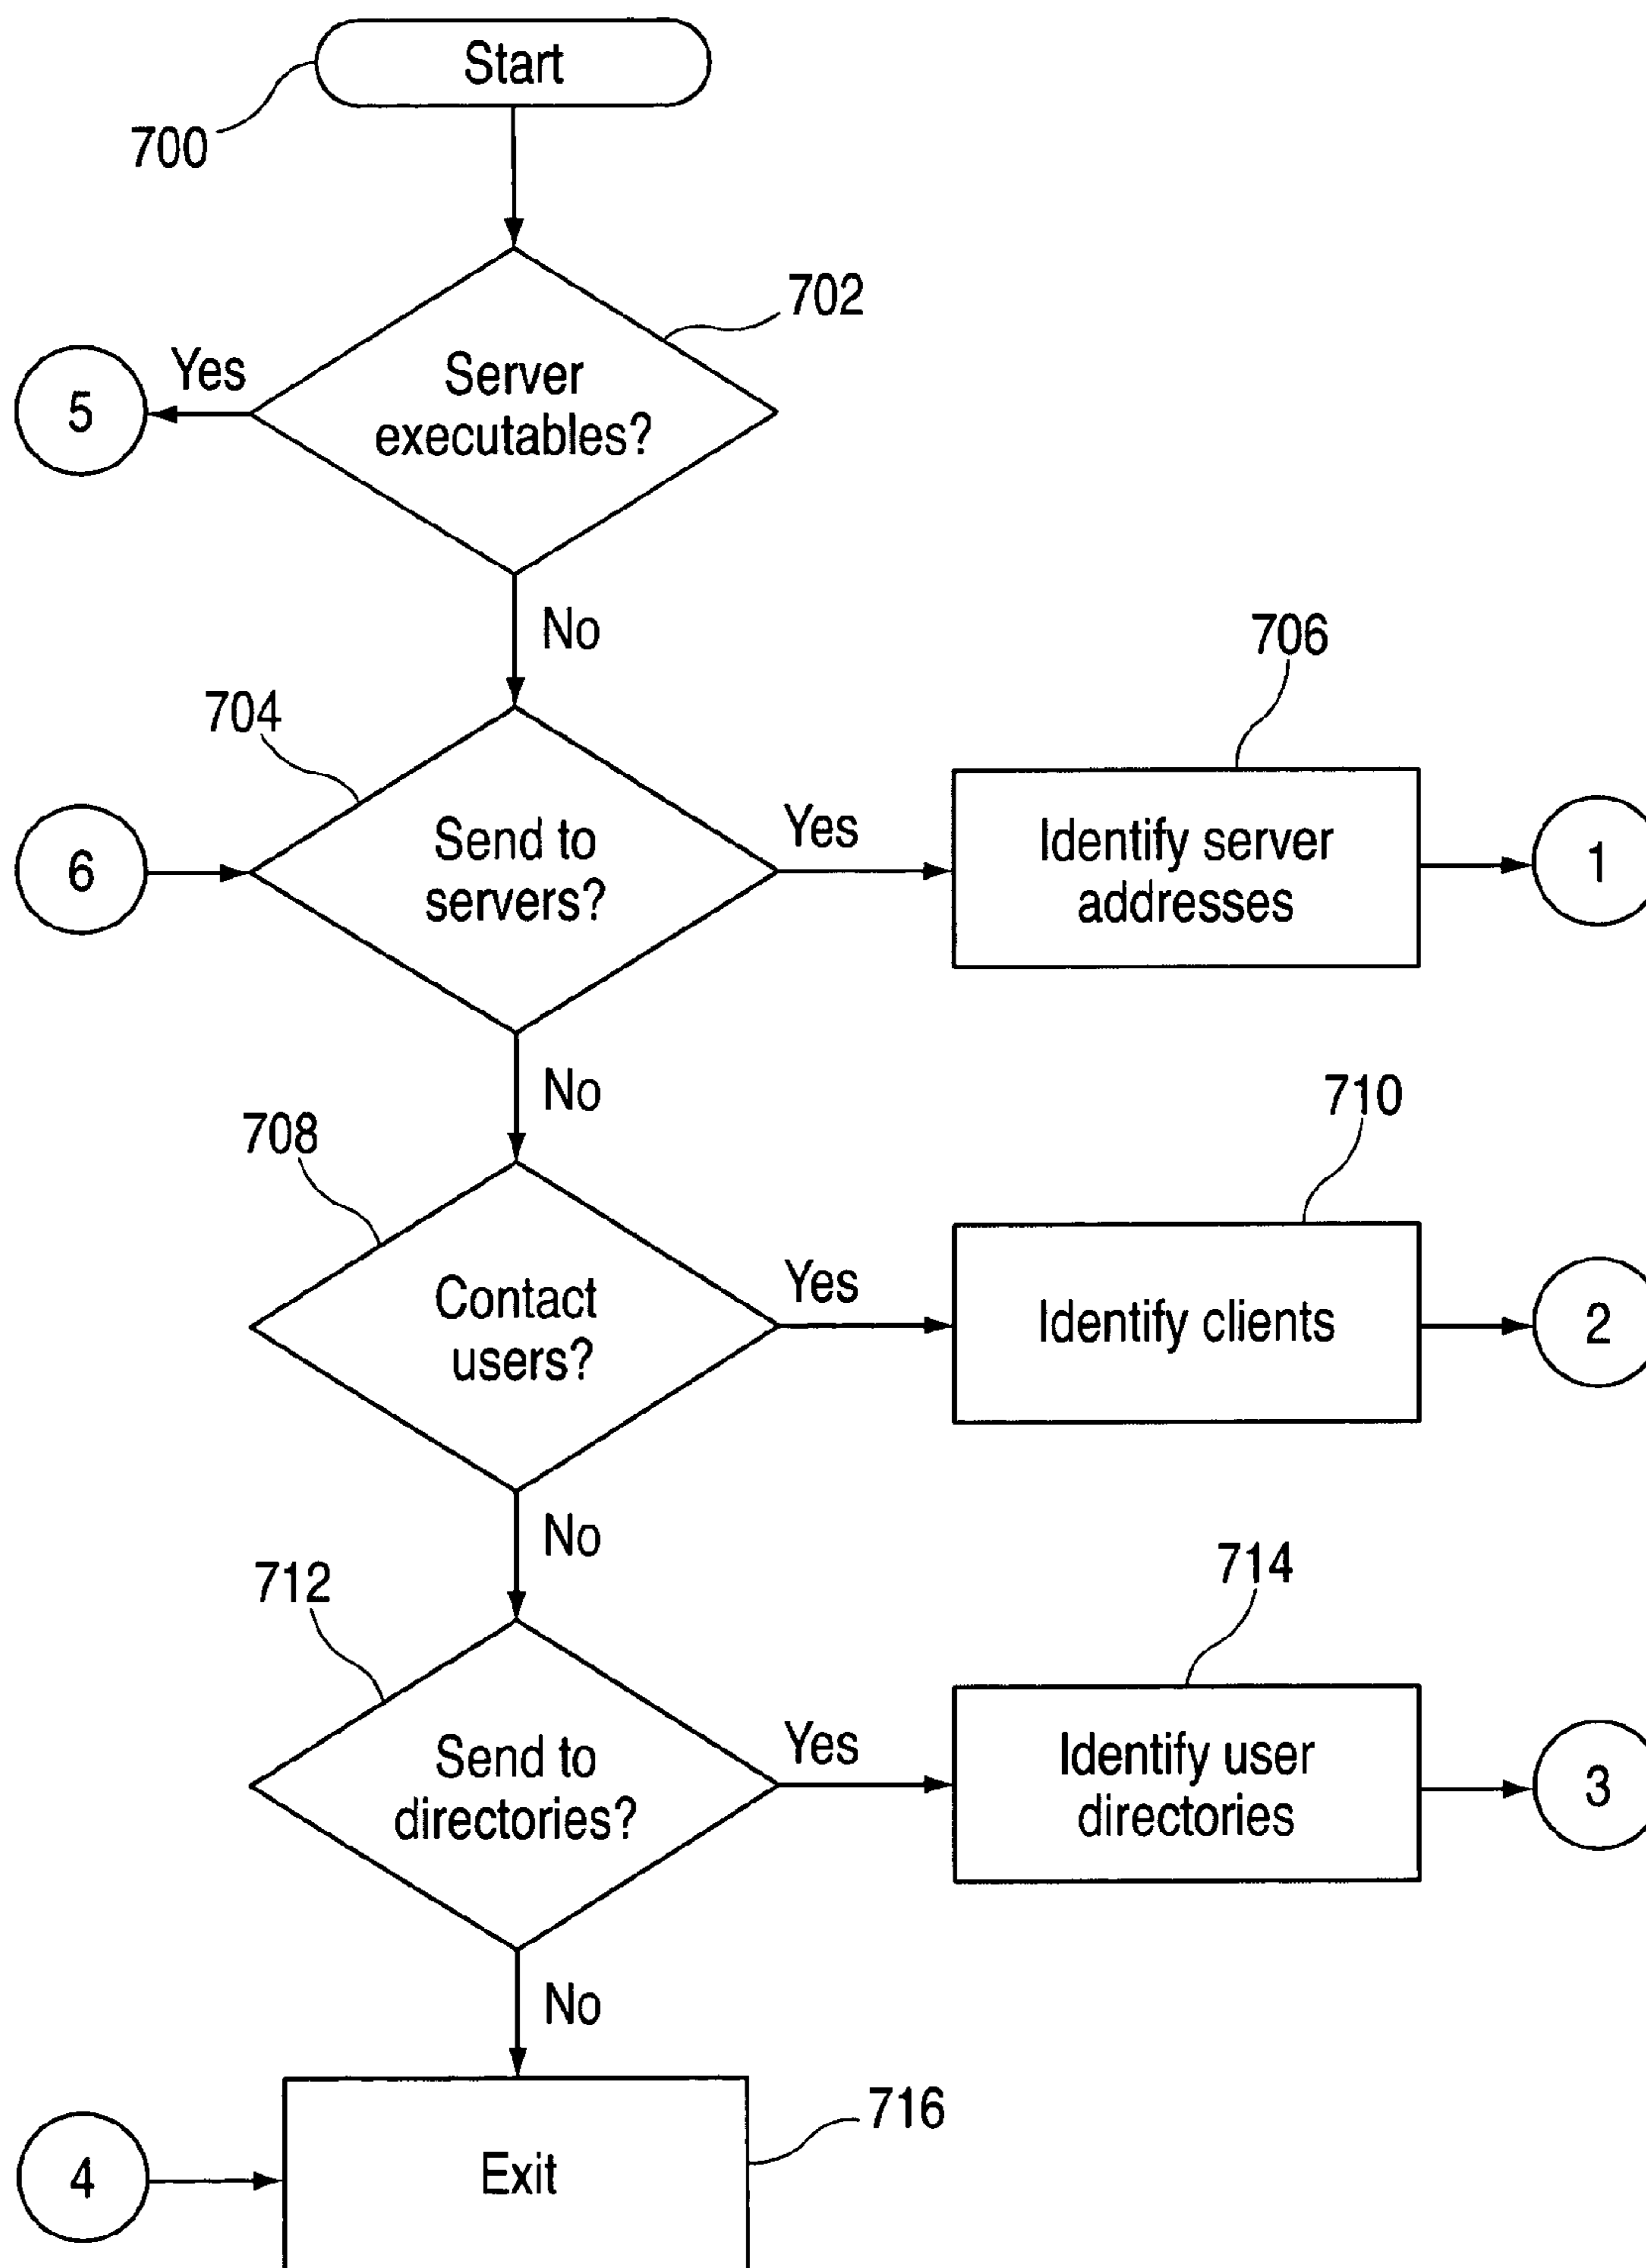 Start
700
702
Yes
5
Server
executables?
No
706
704
6
Send to
servers?
Yes
Identify server
addresses
1
No
710
708
Contact
users?
Yes
Identify clients
2
No
714
712
Send to
directories?
Yes
Identify user
directories
3
No
716
4
Exit